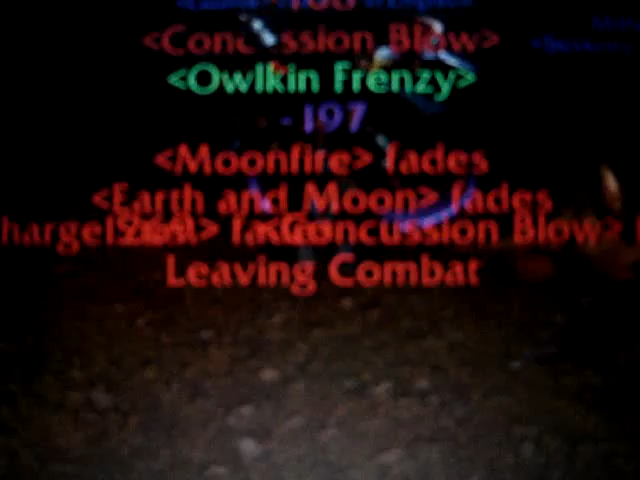 <Concussion Blow>
<Owlkin Frenzy>
- 197
<Moonfire> fades
<Earth and Moon> fades
<Concussion Blow>
Leaving Combat